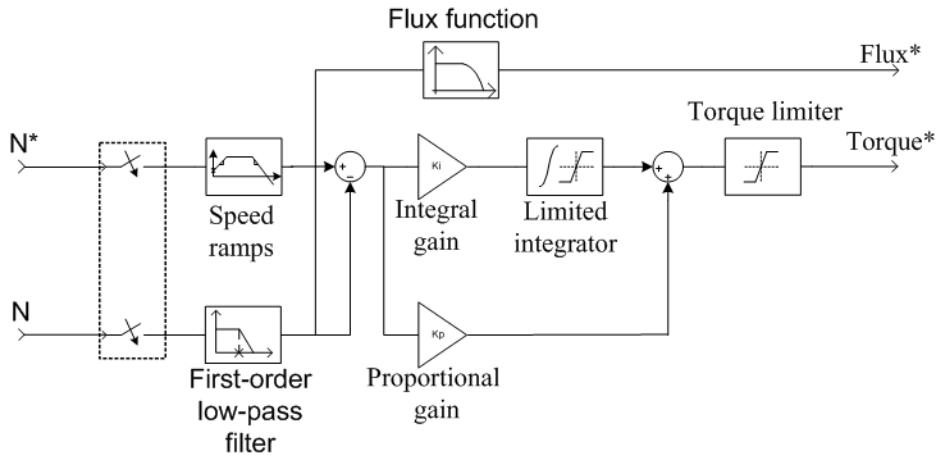 Flux function
Flux*
N*
Speed
ramps
+
−
Ki
Integral
gain
Limited
integrator
+
+
Torque limiter
Torque*
N
First-order
low-pass
filter
Kp
Proportional
gain